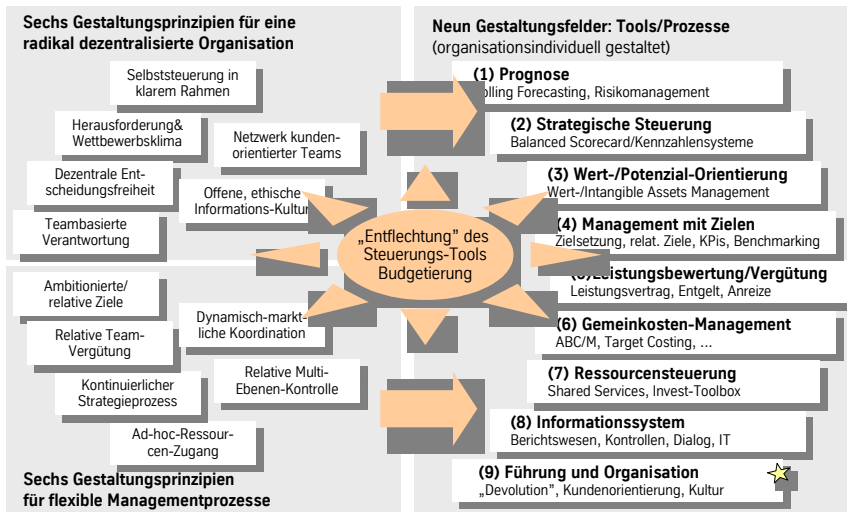 Sechs Gestaltungsprinzipien für eine
radikal dezentralisierte Organisation
Selbststeuerung in
klarem Rahmen
Herausforderung&
Wettbewerbsklima
Netzwerk kunden-
orientierter Teams
Dezentrale Ent-
scheidungsfreiheit
Offene, ethische
Informations-Kultur
Teambasierte
Verantwortung
Ambitionierte/
relative Ziele
Dynamisch-markt-
liche Koordination
Relative Team-
Vergütung
Relative Multi-
Ebenen-Kontrolle
Kontinuierlicher
Strategieprozess
Ad-hoc-Ressour-
cen-Zugang
Sechs Gestaltungsprinzipien
für flexible Managementprozesse
„Entflechtung” des
Steuerungs-Tools
Budgetierung
Neun Gestaltungsfelder: Tools/Prozesse
(organisationsindividuell gestaltet)
(1) Prognose
olling Forecasting, Risikomanagement
(2) Strategische Steuerung
Balanced Scorecard/Kennzahlensysteme
(3) Wert-/Potenzial-Orientierung
Wert-/Intangible Assets Management
(4) Management mit Zielen
Zielsetzung, relat. Ziele, KPis, Benchmarking
(5)Leistungsbewertung/Vergütung
Leistungsvertrag, Entgelt, Anreize
(6) Gemeinkosten-Management
ABC/M, Target Costing, ...
(7) Ressourcensteuerung
Shared Services, Invest-Toolbox
(8) Informationssystem
Berichtswesen, Kontrollen, Dialog, IT
(9) Führung und Organisation
„Devolution”, Kundenorientierung, Kultur